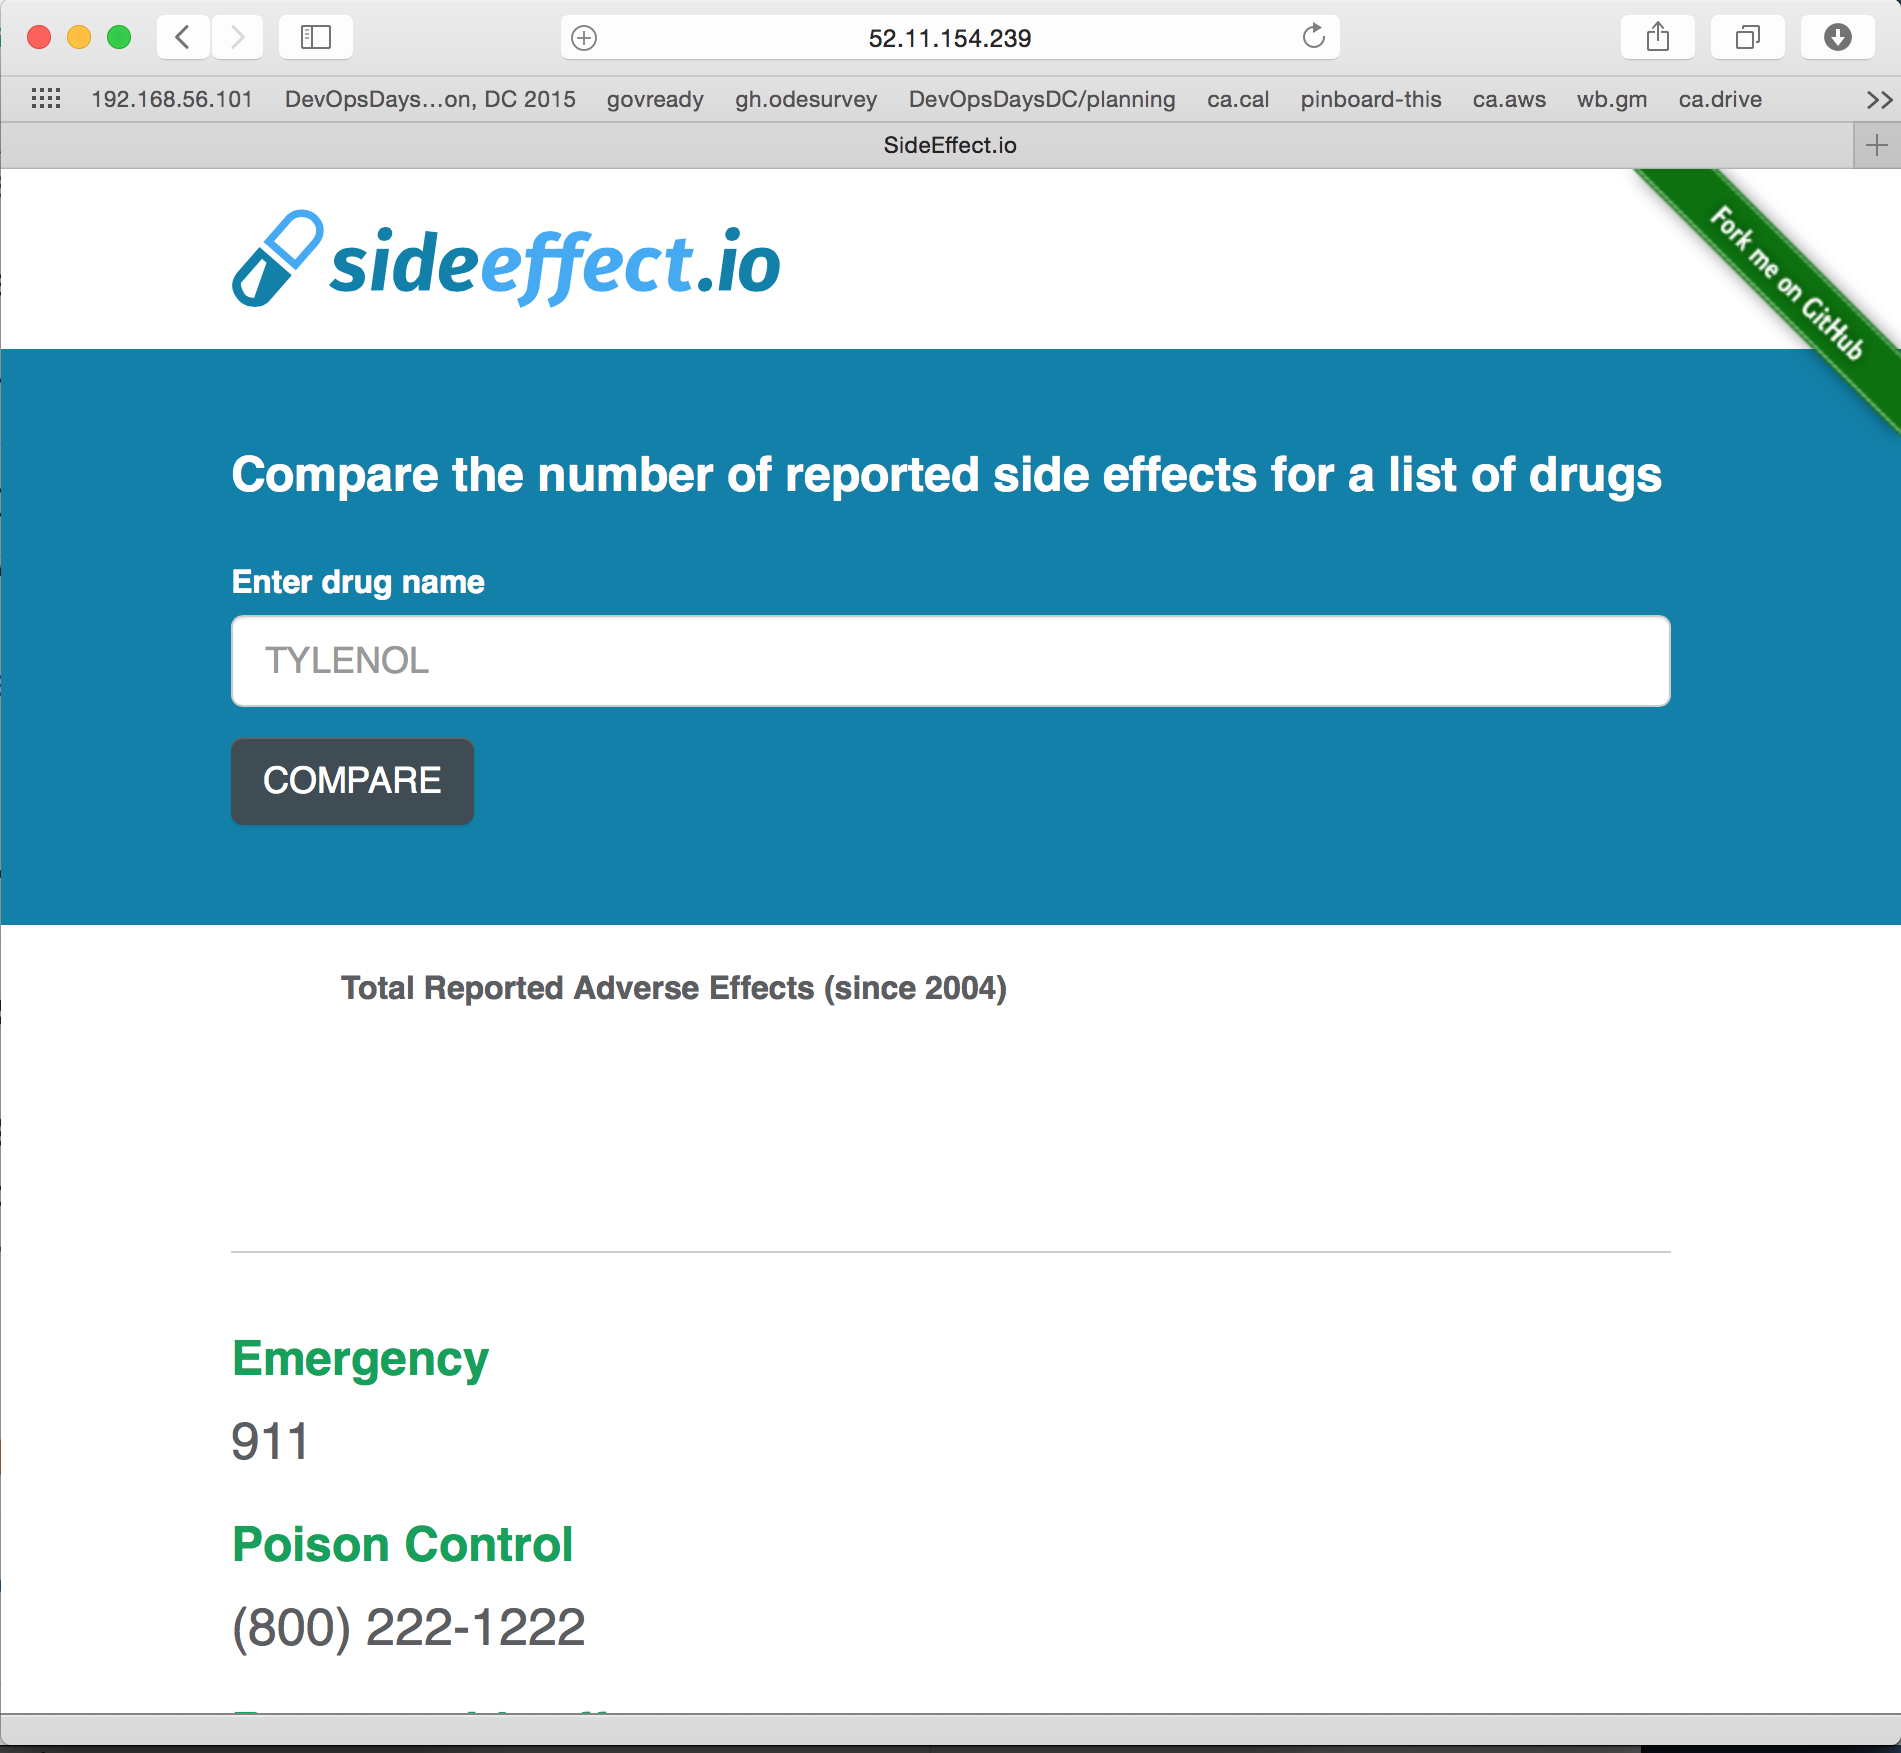 52.11.154.239
192.168.56.101 DevOpsDays...on, DC 2015 govready gh.odesurvey DevOpsDaysDC/planning ca.cal pinboard-this ca.aws wb.gm ca.drive >>
SideEffect.io
sideeffect.io
Fork me on GitHub
Compare the number of reported side effects for a list of drugs
Enter drug name
TYLENOL
COMPARE
Total Reported Adverse Effects (since 2004)
Emergency
911
Poison Control
(800) 222-1222